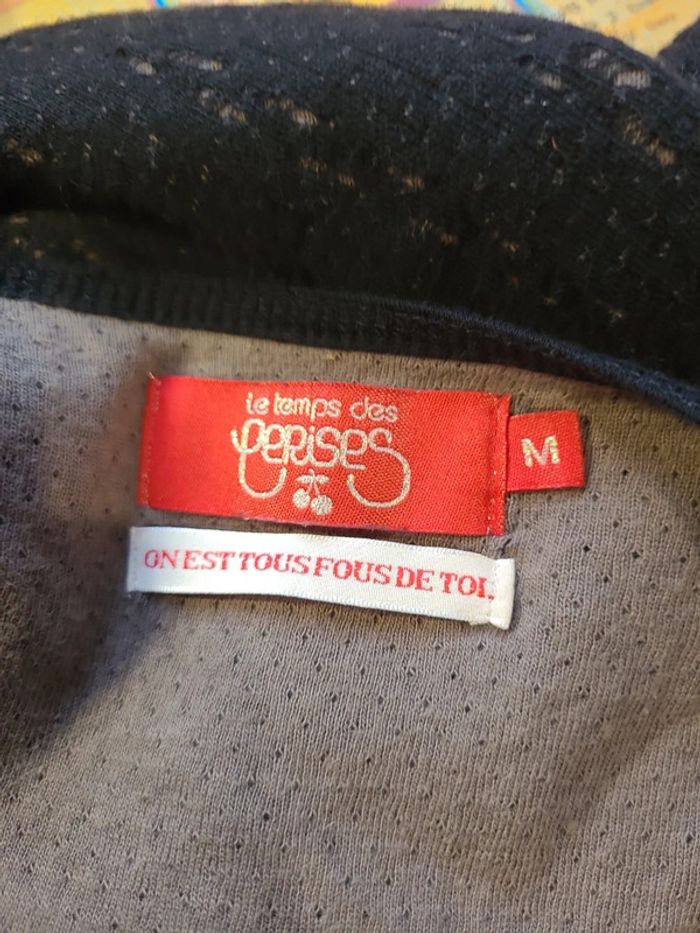 le temps des
cerises
M
ON EST TOUS FOUS DE TOI.